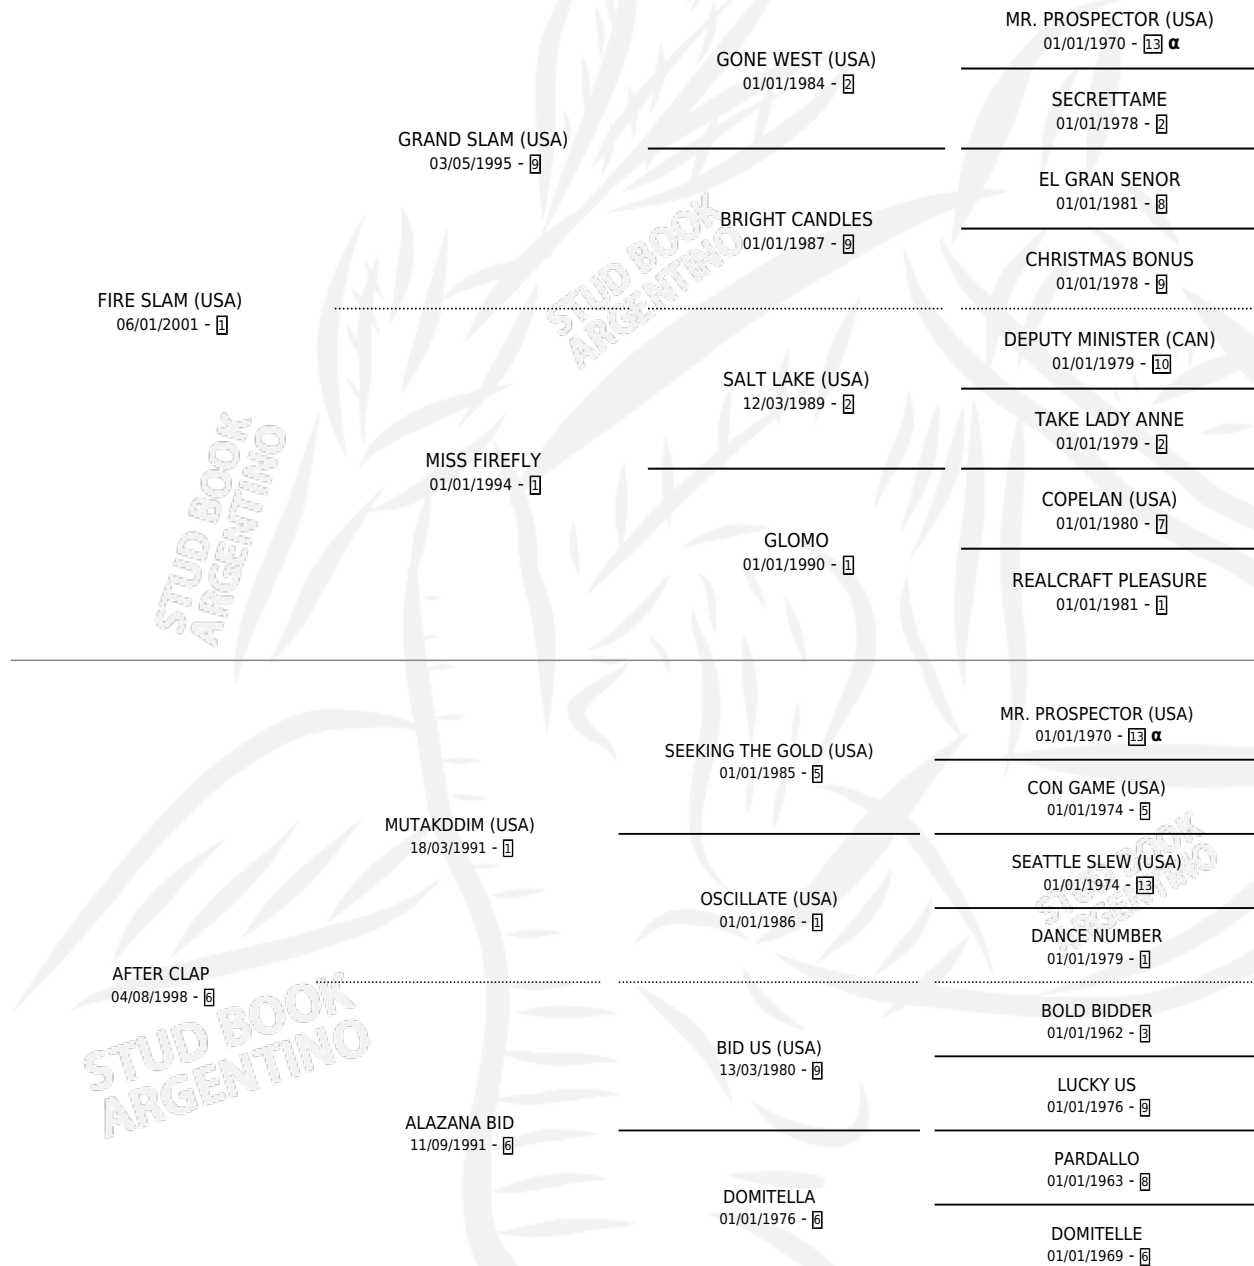 MR. PROSPECTOR (USA)
01/01/1970 - 13 α
GONE WEST (USA)
01/01/1984 - 2
SECRETTAME
01/01/1978 - 2
GRAND SLAM (USA)
03/05/1995 - 9
EL GRAN SENOR
01/01/1981 - 8
BRIGHT CANDLES
01/01/1987 - 9
CHRISTMAS BONUS
01/01/1978 - 9
STUD BOOK
ARGENTINO
FIRE SLAM (USA)
06/01/2001 - 1
DEPUTY MINISTER (CAN)
01/01/1979 - 10
SALT LAKE (USA)
12/03/1989 - 2
TAKE LADY ANNE
01/01/1979 - 2
MISS FIREFLY
01/01/1994 - 1
COPELAN (USA)
01/01/1980 - 7
GLOMO
01/01/1990 - 1
REALCRAFT PLEASURE
01/01/1981 - 1
STUD BOOK
ARGENTINO
MR. PROSPECTOR (USA)
01/01/1970 - 13 α
SEEKING THE GOLD (USA)
01/01/1985 - 5
CON GAME (USA)
01/01/1974 - 5
MUTAKDDIM (USA)
18/03/1991 - 1
SEATTLE SLEW (USA)
01/01/1974 - 13
OSCILLATE (USA)
01/01/1986 - 1
DANCE NUMBER
01/01/1979 - 1
STUD BOOK
ARGENTINO
AFTER CLAP
04/08/1998 - 6
BOLD BIDDER
01/01/1962 - 3
BID US (USA)
13/03/1980 - 9
LUCKY US
01/01/1976 - 9
ALAZANA BID
11/09/1991 - 6
PARDALLO
01/01/1963 - 8
DOMITELLA
01/01/1976 - 6
DOMITELLE
01/01/1969 - 6
STUD BOOK
ARGENTINO